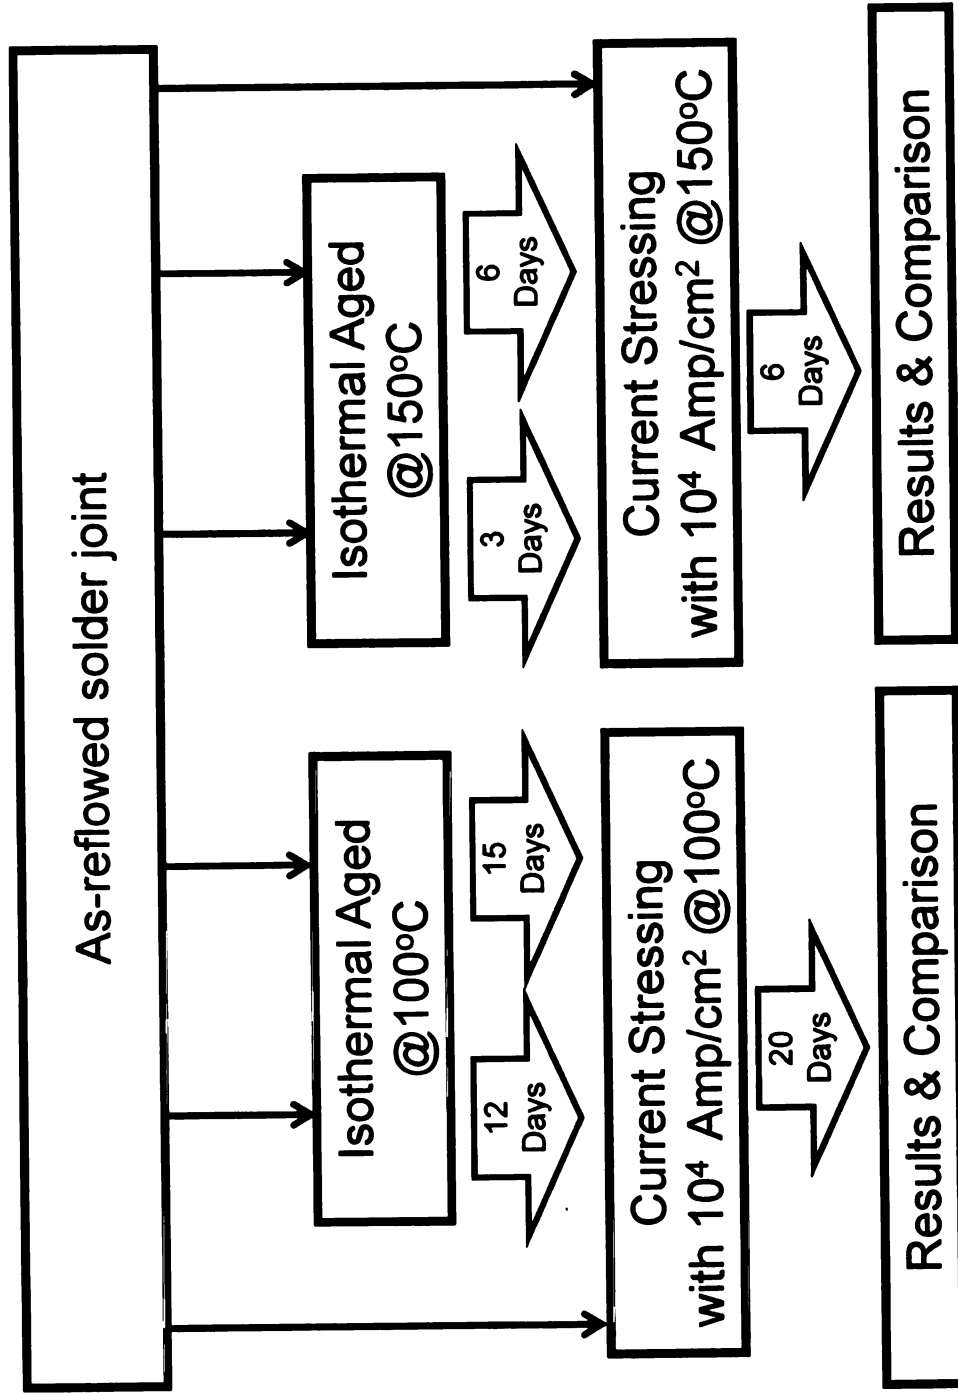 As-reflowed solder joint
Isothermal Aged
@100ºC
Isothermal Aged
@150ºC
12
Days
15
Days
3
Days
6
Days
Current Stressing
with 10⁴ Amp/cm² @100ºC
Current Stressing
with 10⁴ Amp/cm² @150ºC
20
Days
6
Days
Results & Comparison
Results & Comparison